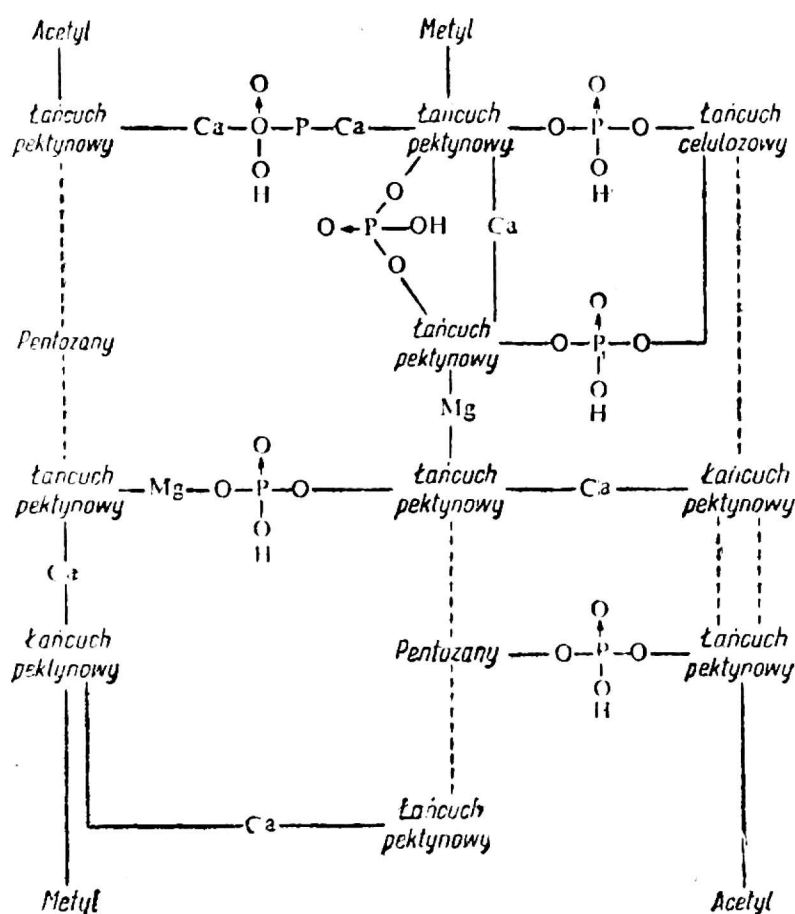 Acetyl Metyl
O O
Łańcuch Łańcuch Łańcuch
pektynowy Ca O P Ca pektynowy O P O celulozowy
O O
H H
O
O P OH Ca
O
O
Pentozany Łańcuch
pektynowy O P O
O
Mg H
O
Łańcuch Łańcuch Łańcuch
pektynowy Mg O P O pektynowy Ca pektynowy
O
H
Ca
O
Łańcuch Pentozany O P O Łańcuch
pektynowy pektynowy
O
H
Łańcuch
Ca pektynowy
Metyl Acetyl